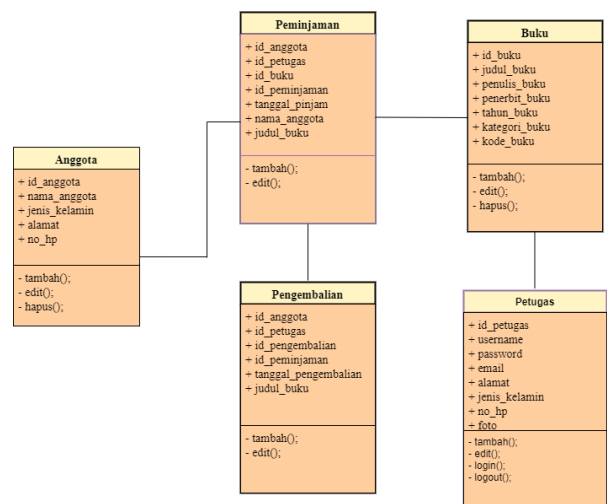 Peminjaman
+ id_anggota
+ id_petugas
+ id_buku
+ id_peminjaman
+ tanggal_pinjam
+ nama_anggota
+ judul_buku
- tambah();
- edit();
Buku
+ id_buku
+ judul_buku
+ penulis_buku
+ penerbit_buku
+ tahun_buku
+ kategori_buku
+ kode_buku
- tambah();
- edit();
- hapus();
Anggota
+ id_anggota
+ nama_anggota
+ jenis_kelamin
+ alamat
+ no_hp
- tambah();
- edit();
- hapus();
Pengembalian
+ id_anggota
+ id_petugas
+ id_pengembalian
+ id_peminjaman
+ tanggal_pengembalian
+ judul_buku
- tambah();
- edit();
Petugas
+ id_petugas
+ username
+ password
+ email
+ alamat
+ jenis_kelamin
+ no_hp
+ foto
- tambah();
- edit();
- login();
- logout();